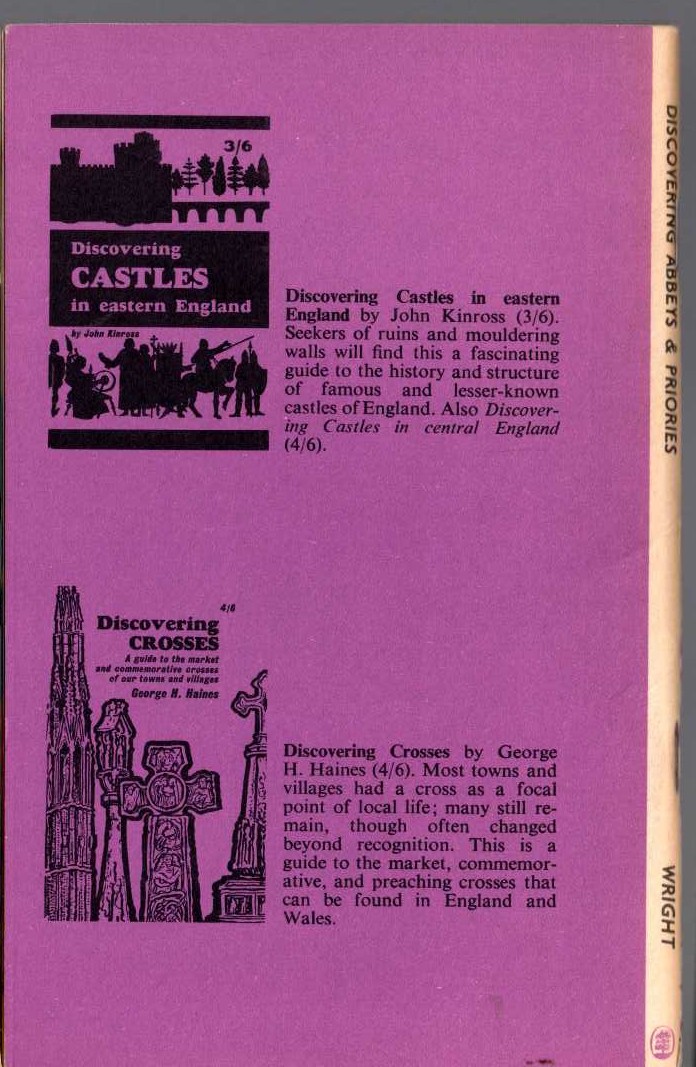 3/6
Discovering
CASTLES
in eastern England
by John Kinross
Discovering Castles in eastern
England by John Kinross (3/6).
Seekers of ruins and mouldering
walls will find this a fascinating
guide to the history and structure
of famous and lesser-known
castles of England. Also Discover-
ing Castles in central England
(4/6).
4/6
Discovering
CROSSES
A guide to the market
and commemorative crosses
of our towns and villages
George H. Haines
Discovering Crosses by George
H. Haines (4/6). Most towns and
villages had a cross as a focal
point of local life; many still re-
main, though often changed
beyond recognition. This is a
guide to the market, commemor-
ative, and preaching crosses that
can be found in England and
Wales.
DISCOVERING ABBEYS & PRIORIES
WRIGHT